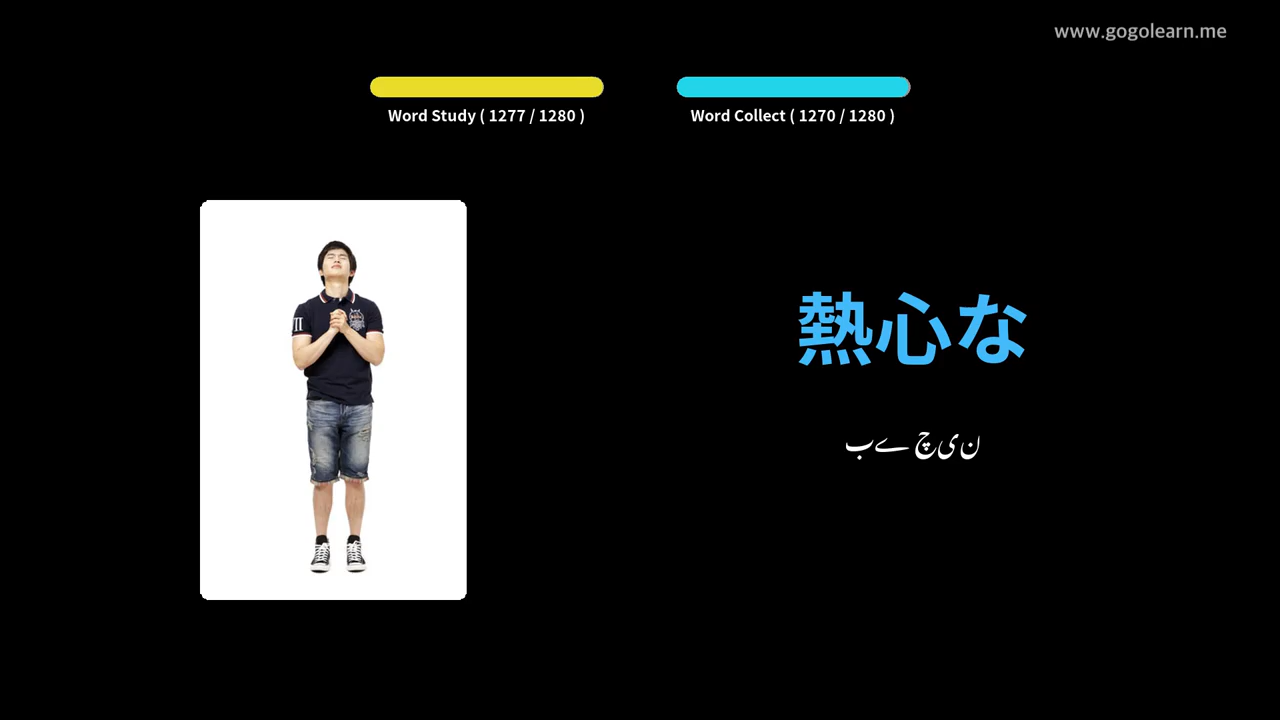 www.gogolearn.me
Word Study ( 1277 / 1280 )
Word Collect ( 1270 / 1280 )
熱心な
بے چین